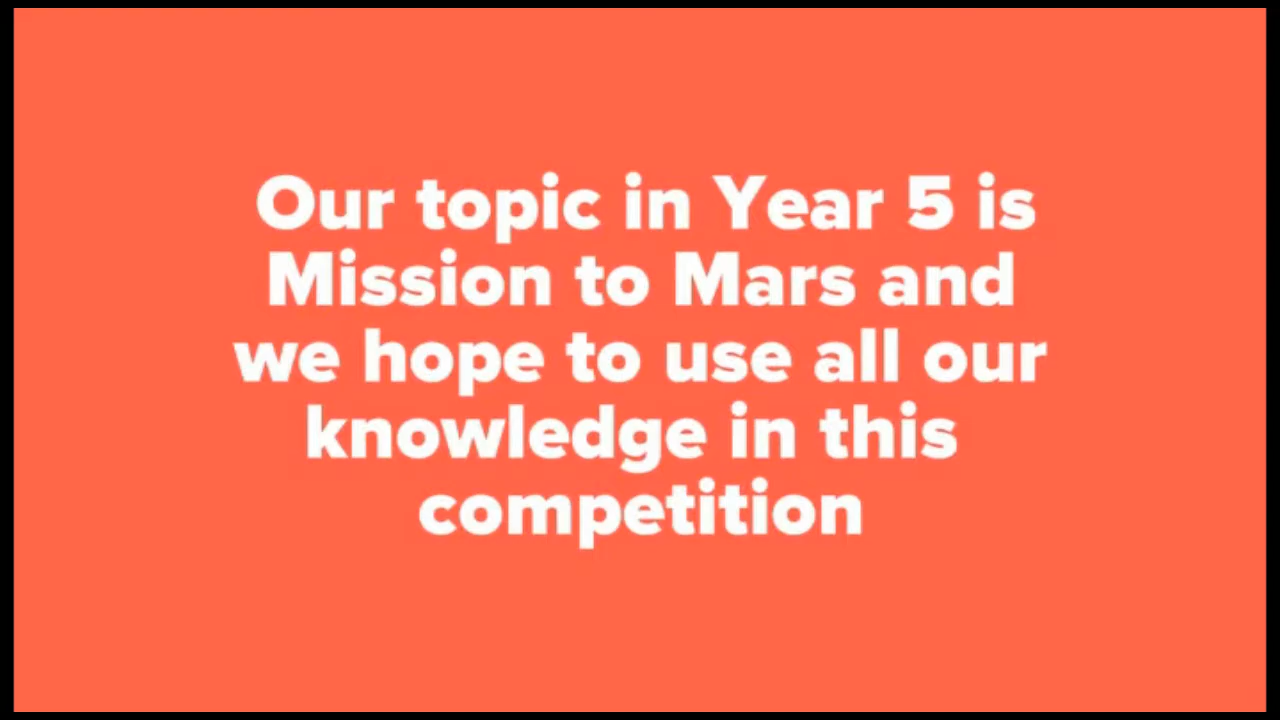 Our topic in Year 5 is
Mission to Mars and
we hope to use all our
knowledge in this
competition